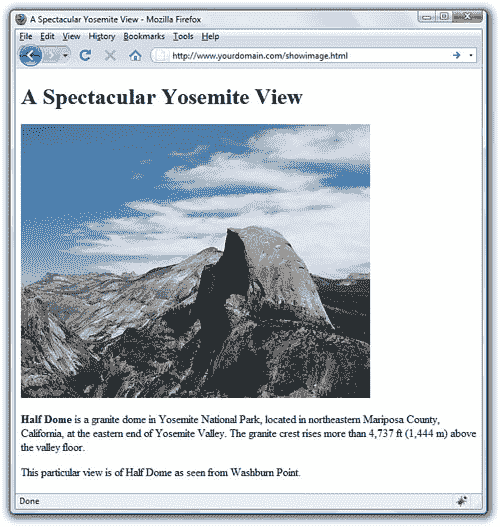 A Spectacular Yosemite View - Mozilla Firefox
File Edit View History Bookmarks Tools Help
http://www.yourdomain.com/showimage.html
A Spectacular Yosemite View
Half Dome is a granite dome in Yosemite National Park, located in northeastern Mariposa County,
California, at the eastern end of Yosemite Valley. The granite crest rises more than 4,737 ft (1,444 m) above
the valley floor.
This particular view is of Half Dome as seen from Washburn Point.
Done